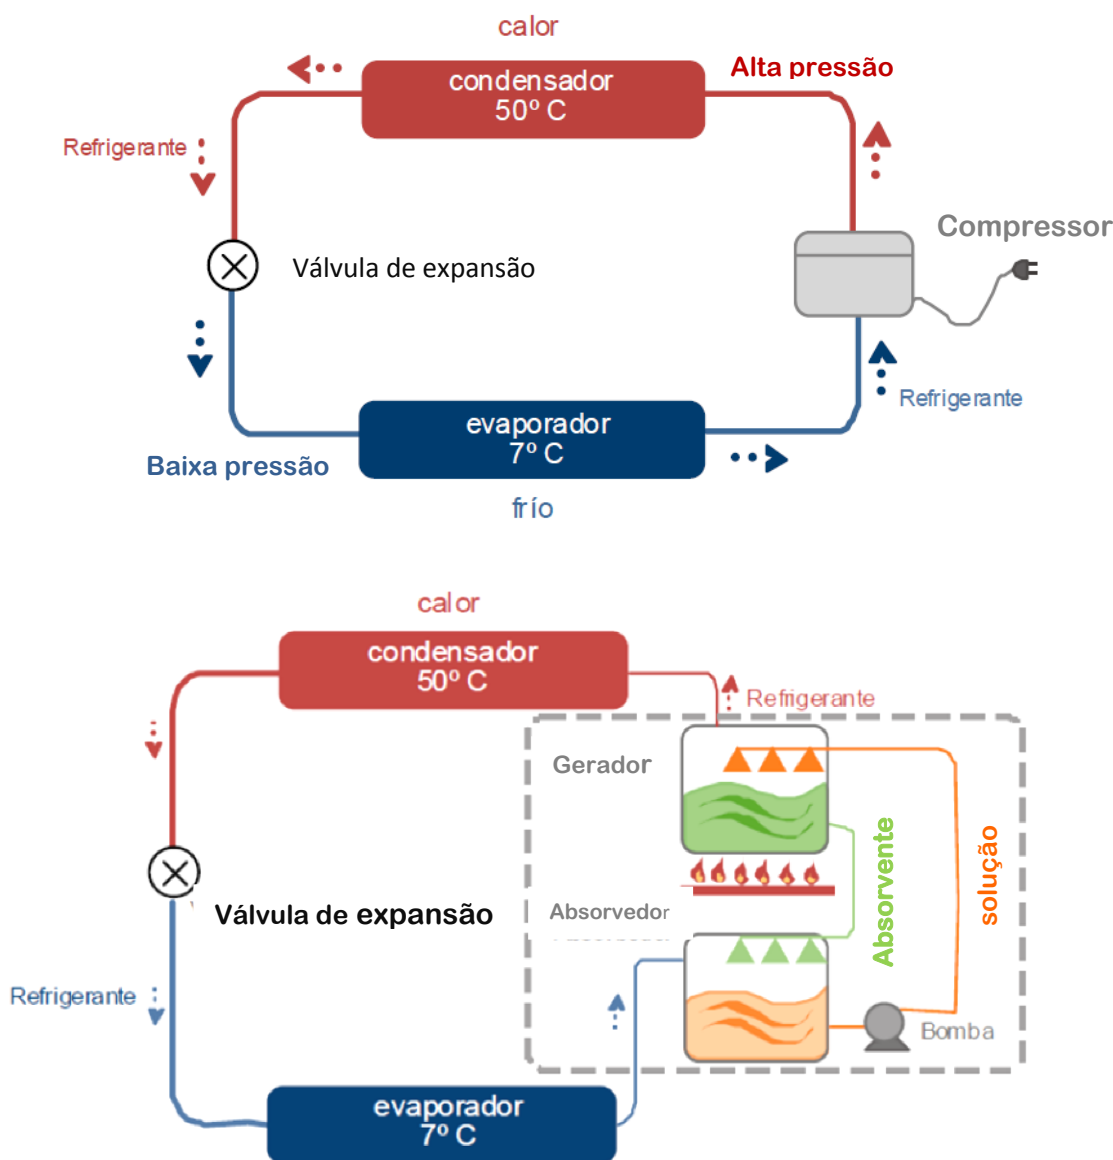 calor
condensador
50º C
Alta pressão
Refrigerante
Compressor
Válvula de expansão
Refrigerante
evaporador
7º C
Baixa pressão
frío
calor
condensador
50º C
Refrigerante
Gerador
Absorvente
solução
Absorvedor
Válvula de expansão
Refrigerante
Bomba
evaporador
7º C